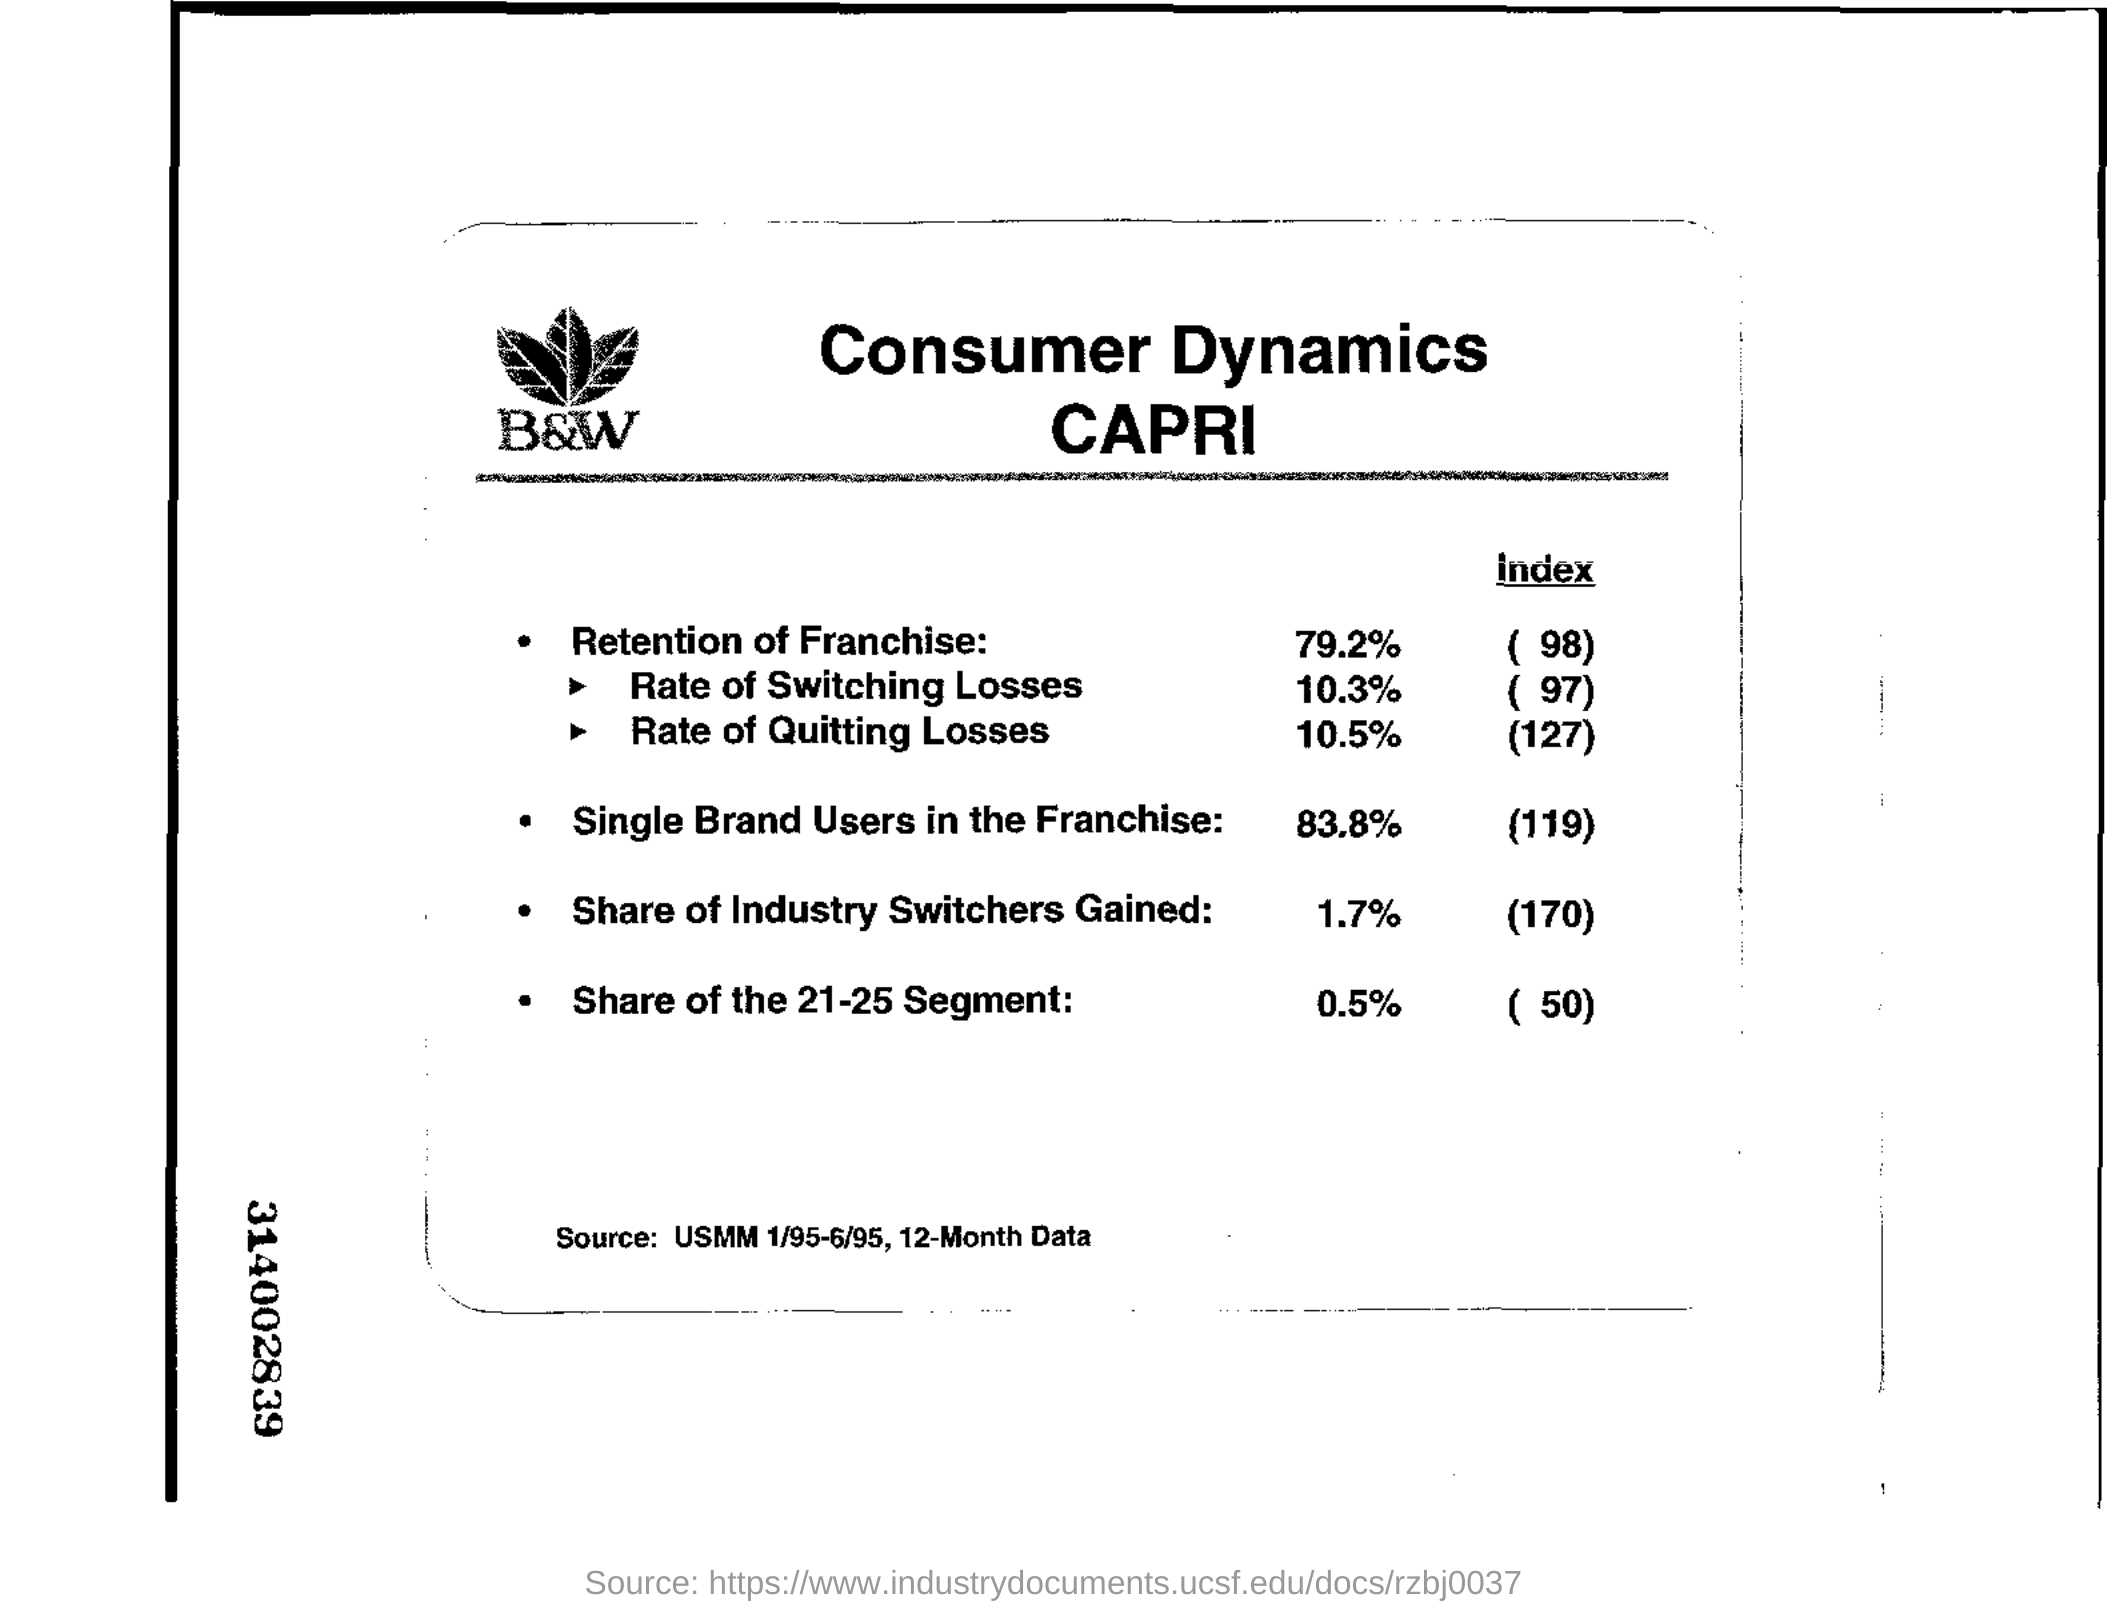 B&W
Consumer Dynamics
CAPRI
Index
• Retention of Franchise: 79.2% ( 98)
► Rate of Switching Losses 10.3% ( 97)
► Rate of Quitting Losses 10.5% (127)
• Single Brand Users in the Franchise: 83.8% (119)
• Share of Industry Switchers Gained: 1.7% (170)
• Share of the 21-25 Segment: 0.5% ( 50)
Source: USMM 1/95-6/95, 12-Month Data
314002839
Source: https://www.industrydocuments.ucsf.edu/docs/rzbj0037